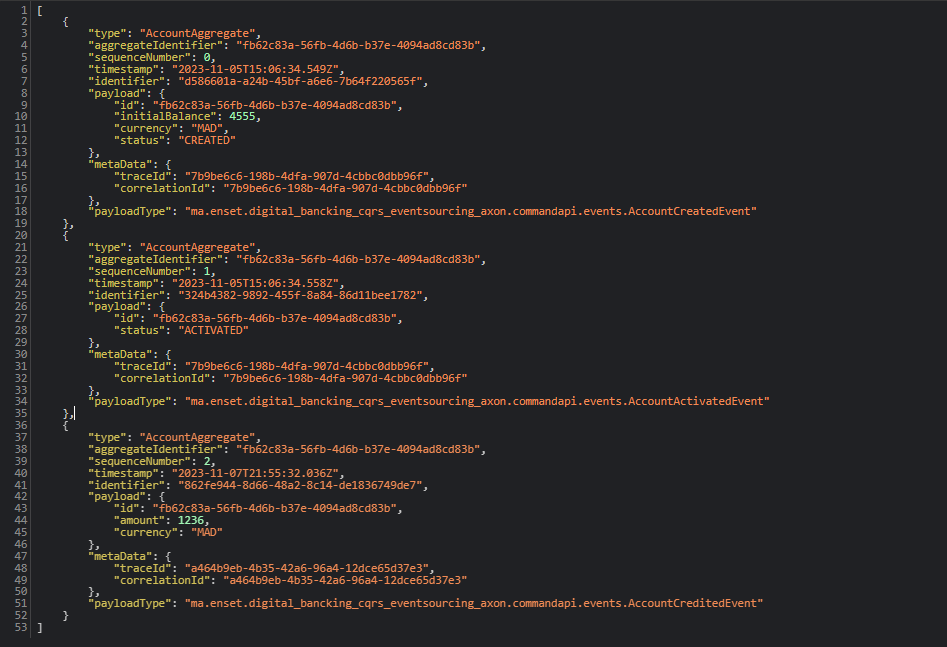 1 [
2 {
3 "type": "AccountAggregate",
4 "aggregateIdentifier": "fb62c83a-56fb-4d6b-b37e-4094ad8cd83b",
5 "sequenceNumber": 0,
6 "timestamp": "2023-11-05T15:06:34.549Z",
7 "identifier": "d586601a-a24b-45bf-a6e6-7b64f220565f",
8 "payload": {
9 "id": "fb62c83a-56fb-4d6b-b37e-4094ad8cd83b",
10 "initialBalance": 4555,
11 "currency": "MAD",
12 "status": "CREATED"
13 },
14 "metaData": {
15 "traceId": "7b9be6c6-198b-4dfa-907d-4cbbc0dbb96f",
16 "correlationId": "7b9be6c6-198b-4dfa-907d-4cbbc0dbb96f"
17 },
18 "payloadType": "ma.enset.digital_bancking_cqrs_eventsourcing_axon.commandapi.events.AccountCreatedEvent"
19 },
20 {
21 "type": "AccountAggregate",
22 "aggregateIdentifier": "fb62c83a-56fb-4d6b-b37e-4094ad8cd83b",
23 "sequenceNumber": 1,
24 "timestamp": "2023-11-05T15:06:34.558Z",
25 "identifier": "324b4382-9892-455f-8a84-86d11bee1782",
26 "payload": {
27 "id": "fb62c83a-56fb-4d6b-b37e-4094ad8cd83b",
28 "status": "ACTIVATED"
29 },
30 "metaData": {
31 "traceId": "7b9be6c6-198b-4dfa-907d-4cbbc0dbb96f",
32 "correlationId": "7b9be6c6-198b-4dfa-907d-4cbbc0dbb96f"
33 },
34 "payloadType": "ma.enset.digital_bancking_cqrs_eventsourcing_axon.commandapi.events.AccountActivatedEvent"
35 },
36 {
37 "type": "AccountAggregate",
38 "aggregateIdentifier": "fb62c83a-56fb-4d6b-b37e-4094ad8cd83b",
39 "sequenceNumber": 2,
40 "timestamp": "2023-11-07T21:55:32.036Z",
41 "identifier": "862fe944-8d66-48a2-8c14-de1836749de7",
42 "payload": {
43 "id": "fb62c83a-56fb-4d6b-b37e-4094ad8cd83b",
44 "amount": 1236,
45 "currency": "MAD"
46 },
47 "metaData": {
48 "traceId": "a464b9eb-4b35-42a6-96a4-12dce65d37e3",
49 "correlationId": "a464b9eb-4b35-42a6-96a4-12dce65d37e3"
50 },
51 "payloadType": "ma.enset.digital_bancking_cqrs_eventsourcing_axon.commandapi.events.AccountCreditedEvent"
52 }
53 ]